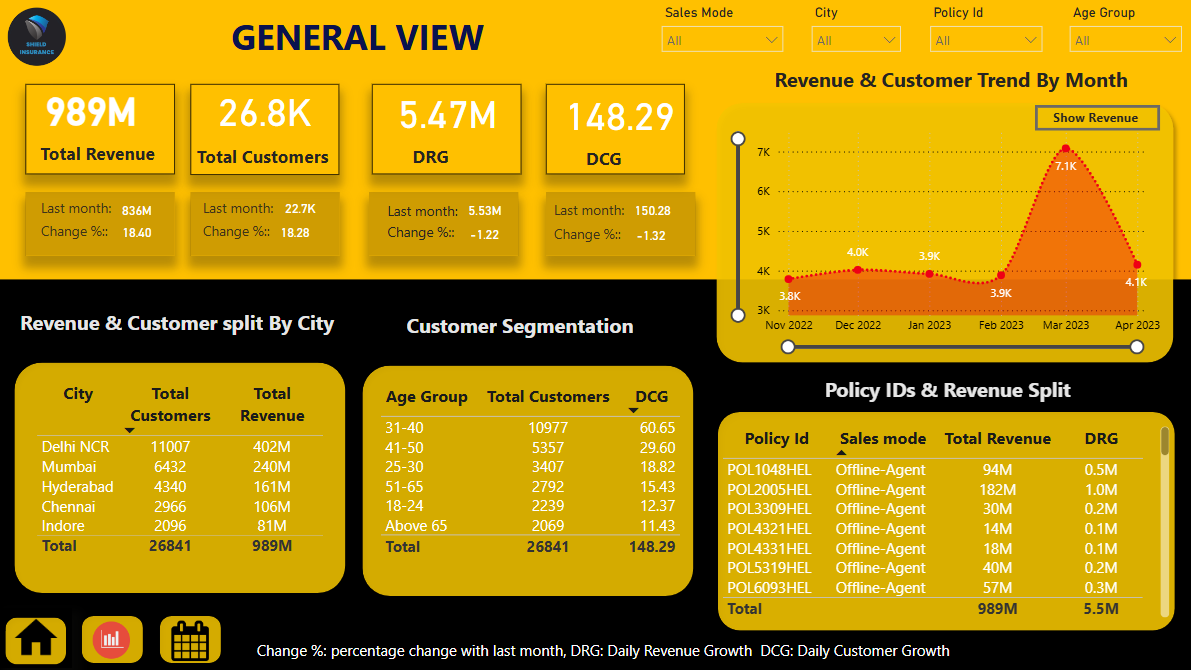 SHIELD
INSURANCE
GENERAL VIEW
Sales Mode City Policy Id Age Group
All All All All
989M
Total Revenue
26.8K
Total Customers
5.47M
DRG
148.29
DCG
Last month: 836M
Change %:: 18.40
Last month: 22.7K
Change %:: 18.28
Last month: 5.53M
Change %:: -1.22
Last month: 150.28
Change %:: -1.32
Revenue & Customer Trend By Month
Show Revenue
7K
6K
5K
4K
3K
3.8K
4.0K
3.9K
3.9K
7.1K
4.1K
Nov 2022 Dec 2022 Jan 2023 Feb 2023 Mar 2023 Apr 2023
Revenue & Customer split By City
City Total Customers Total Revenue
Delhi NCR 11007 402M
Mumbai 6432 240M
Hyderabad 4340 161M
Chennai 2966 106M
Indore 2096 81M
Total 26841 989M
Customer Segmentation
Age Group Total Customers DCG
31-40 10977 60.65
41-50 5357 29.60
25-30 3407 18.82
51-65 2792 15.43
18-24 2239 12.37
Above 65 2069 11.43
Total 26841 148.29
Policy IDs & Revenue Split
Policy Id Sales mode Total Revenue DRG
POL1048HEL Offline-Agent 94M 0.5M
POL2005HEL Offline-Agent 182M 1.0M
POL3309HEL Offline-Agent 30M 0.2M
POL4321HEL Offline-Agent 14M 0.1M
POL4331HEL Offline-Agent 18M 0.1M
POL5319HEL Offline-Agent 40M 0.2M
POL6093HEL Offline-Agent 57M 0.3M
Total 989M 5.5M
Change %: percentage change with last month, DRG: Daily Revenue Growth DCG: Daily Customer Growth